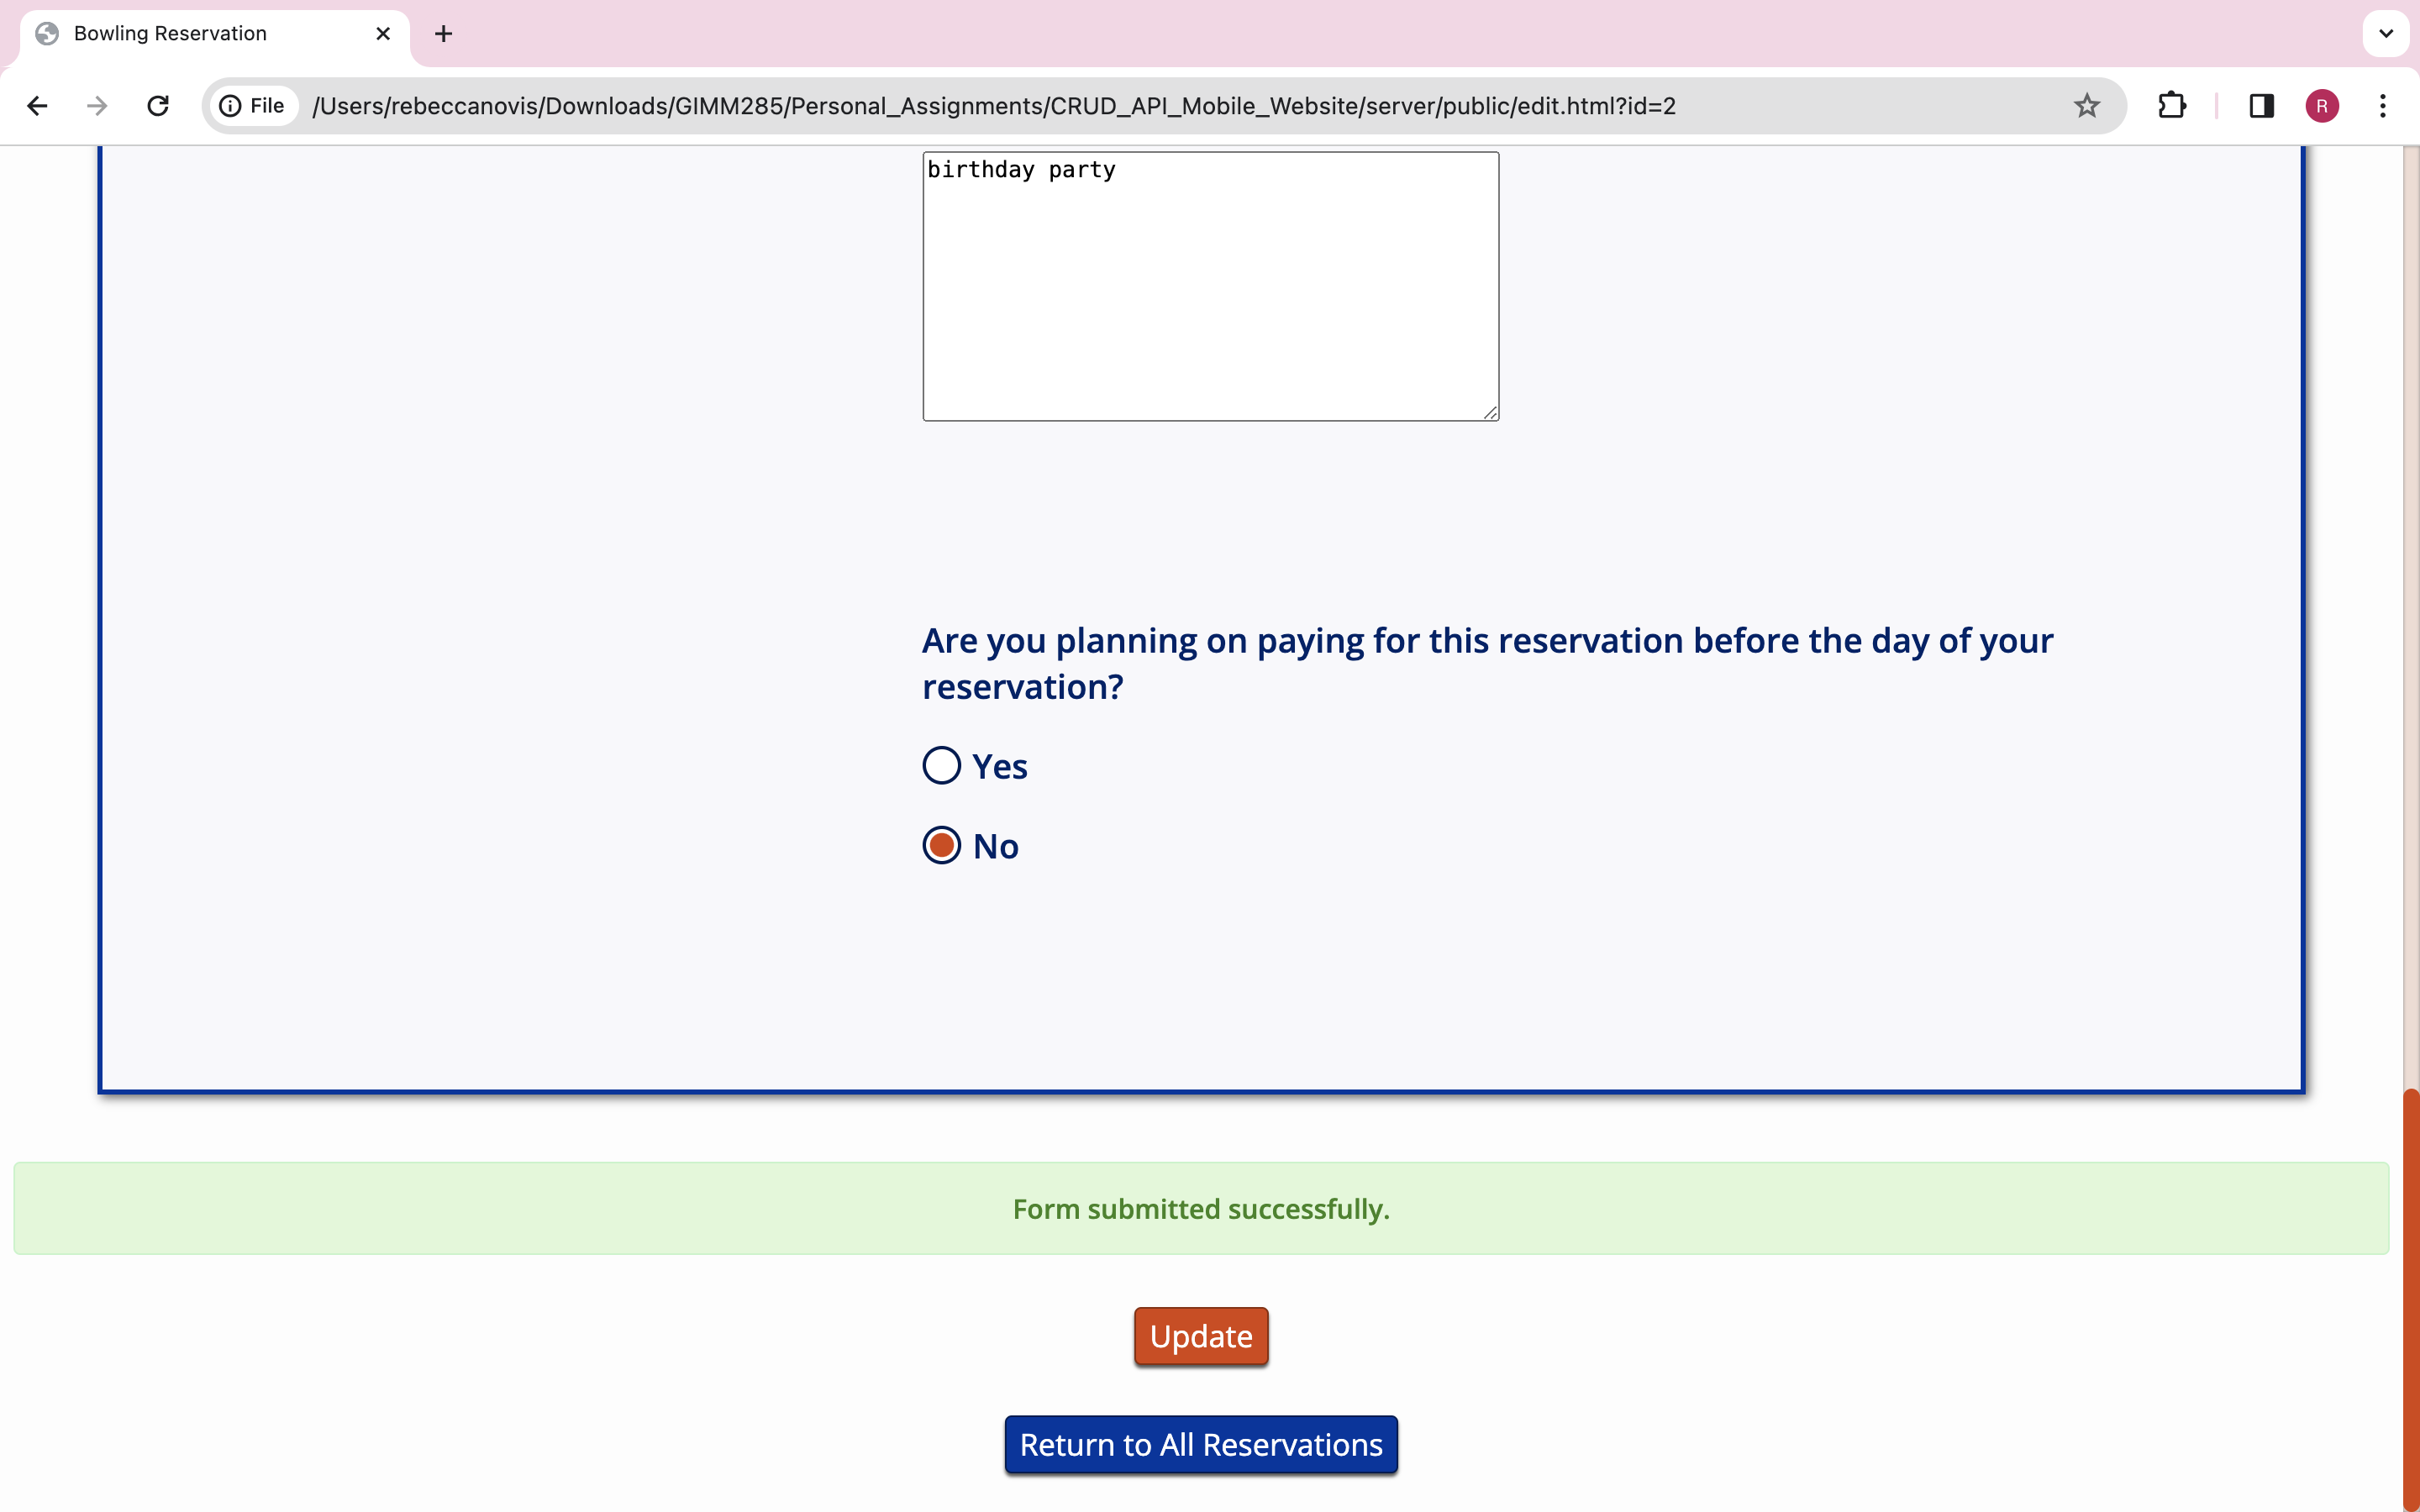 Bowling Reservation
File
/Users/rebeccanovis/Downloads/GIMM285/Personal_Assignments/CRUD_API_Mobile_Website/server/public/edit.html?id=2
R
birthday party
Are you planning on paying for this reservation before the day of your
reservation?
Yes
No
Form submitted successfully.
Update
Return to All Reservations